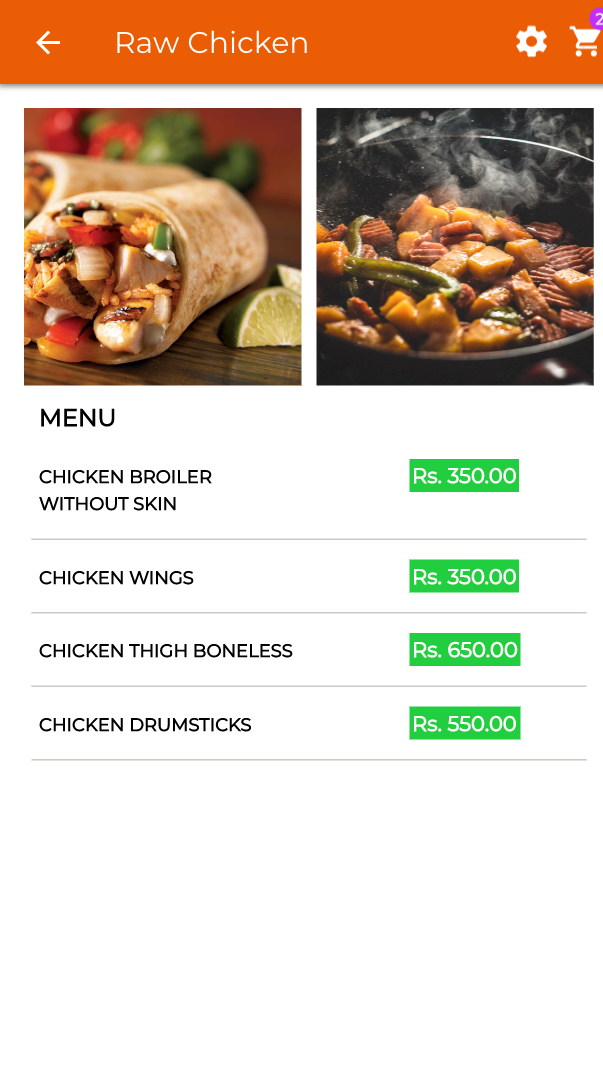 Raw Chicken
2
MENU
CHICKEN BROILER
WITHOUT SKIN
Rs. 350.00
CHICKEN WINGS
Rs. 350.00
CHICKEN THIGH BONELESS
Rs. 650.00
CHICKEN DRUMSTICKS
Rs. 550.00